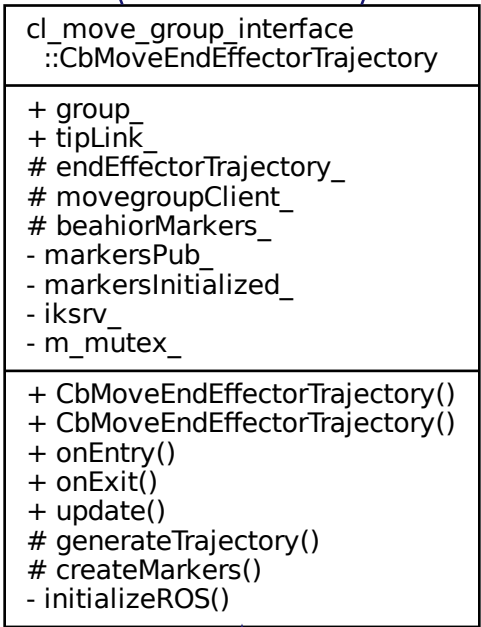 cl_move_group_interface
::CbMoveEndEffectorTrajectory
+ group_
+ tipLink_
# endEffectorTrajectory_
# movegroupClient_
# beahiorMarkers_
- markersPub_
- markersInitialized_
- iksrv_
- m_mutex_
+ CbMoveEndEffectorTrajectory()
+ CbMoveEndEffectorTrajectory()
+ onEntry()
+ onExit()
+ update()
# generateTrajectory()
# createMarkers()
- initializeROS()